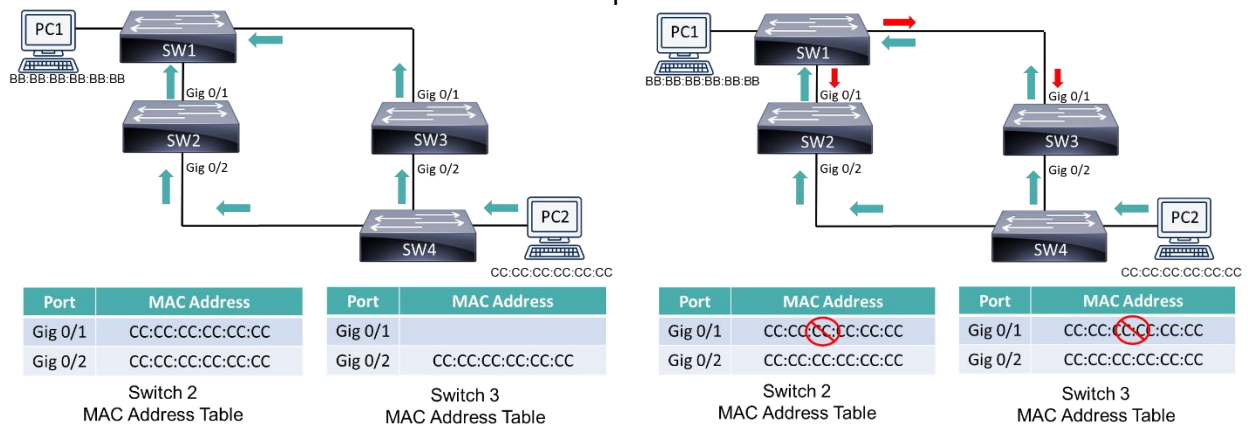 PC1
SW1
BB:BB:BB:BB:BB:BB
Gig 0/1
Gig 0/1
SW2
SW3
Gig 0/2
Gig 0/2
PC2
SW4
CC:CC:CC:CC:CC:CC
Port MAC Address
Gig 0/1 CC:CC:CC:CC:CC:CC
Gig 0/2 CC:CC:CC:CC:CC:CC
Switch 2
MAC Address Table
Port MAC Address
Gig 0/1
Gig 0/2 CC:CC:CC:CC:CC:CC
Switch 3
MAC Address Table
PC1
SW1
BB:BB:BB:BB:BB:BB
Gig 0/1
Gig 0/1
SW2
SW3
Gig 0/2
Gig 0/2
PC2
SW4
CC:CC:CC:CC:CC:CC
Port MAC Address
Gig 0/1 CC:CC:CC:CC:CC:CC
Gig 0/2 CC:CC:CC:CC:CC:CC
Switch 2
MAC Address Table
Port MAC Address
Gig 0/1 CC:CC:CC:CC:CC:CC
Gig 0/2 CC:CC:CC:CC:CC:CC
Switch 3
MAC Address Table